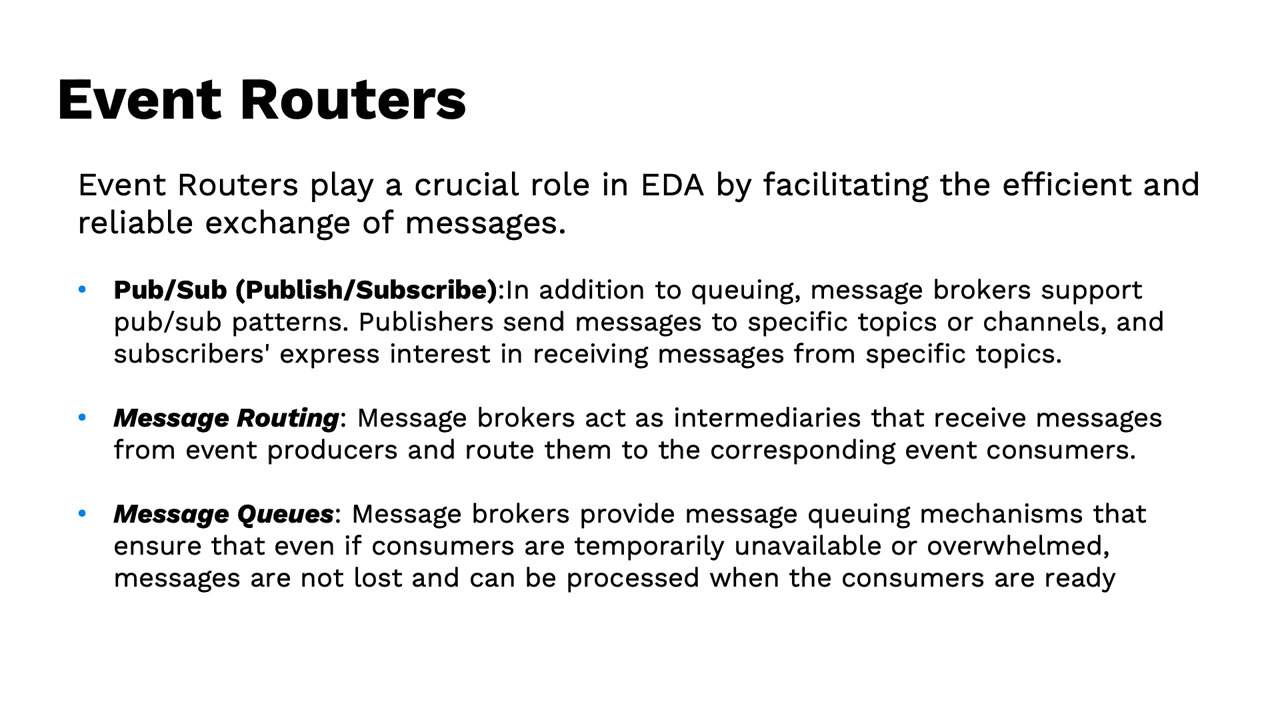 Event Routers
Event Routers play a crucial role in EDA by facilitating the efficient and
reliable exchange of messages.
• Pub/Sub (Publish/Subscribe):In addition to queuing, message brokers support
pub/sub patterns. Publishers send messages to specific topics or channels, and
subscribers' express interest in receiving messages from specific topics.
• Message Routing: Message brokers act as intermediaries that receive messages
from event producers and route them to the corresponding event consumers.
• Message Queues: Message brokers provide message queuing mechanisms that
ensure that even if consumers are temporarily unavailable or overwhelmed,
messages are not lost and can be processed when the consumers are ready